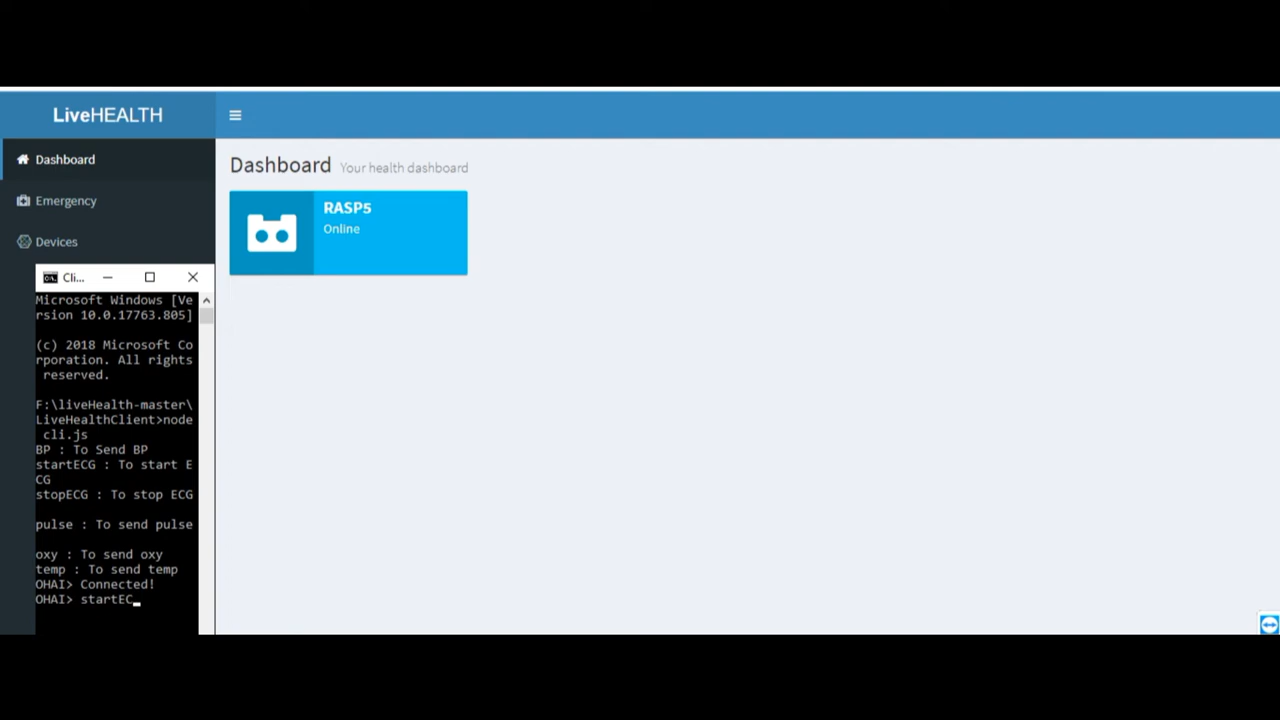 LiveHEALTH
Dashboard
Emergency
Devices
Dashboard Your health dashboard
RASP5
Online
Cli...
Microsoft Windows [Ve
rsion 10.0.17763.805]
(c) 2018 Microsoft Co
rporation. All rights
reserved.
F:\liveHealth-master\
LiveHealthClient>node
cli.js
BP : To Send BP
startECG : To start E
CG
stopECG : To stop ECG
pulse : To send pulse
oxy : To send oxy
temp : To send temp
OHAI> Connected!
OHAI> startEC_